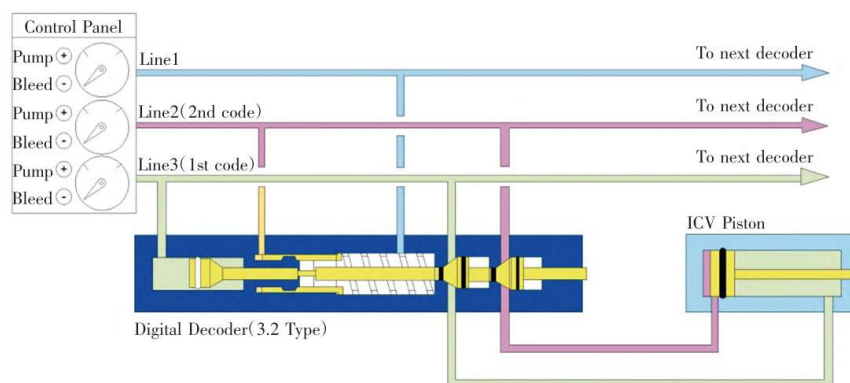 Control Panel
Pump +
Bleed -
Line1
To next decoder
Pump +
Bleed -
Line2(2nd code)
To next decoder
Pump +
Bleed -
Line3(1st code)
To next decoder
ICV Piston
Digital Decoder(3.2 Type)